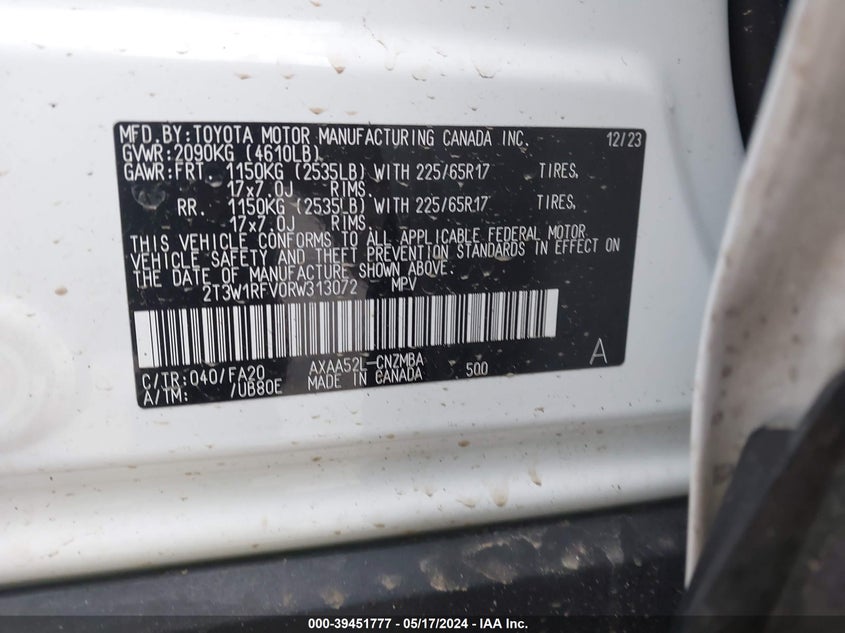 MFD.BY:TOYOTA MOTOR MANUFACTURING CANADA INC. 12/23
GVWR:2090KG (4610LB)
GAWR:FRT. 1150KG (2535LB) WITH 225/65R17 TIRES,
17x7.0J RIMS
RR. 1150KG (2535LB) WITH 225/65R17 TIRES,
17x7.0J RIMS
THIS VEHICLE CONFORMS TO ALL APPLICABLE FEDERAL MOTOR
VEHICLE SAFETY AND THEFT PREVENTION STANDARDS IN EFFECT ON
THE DATE OF MANUFACTURE SHOWN ABOVE.
2T3W1RFV0RW313072 MPV
C/TR:040/FA20 AXAA52L-CNZMBA 500 A
A/TM: /UB80E MADE IN CANADA
000-39451777 / 05/17/2024 / IAA Inc.